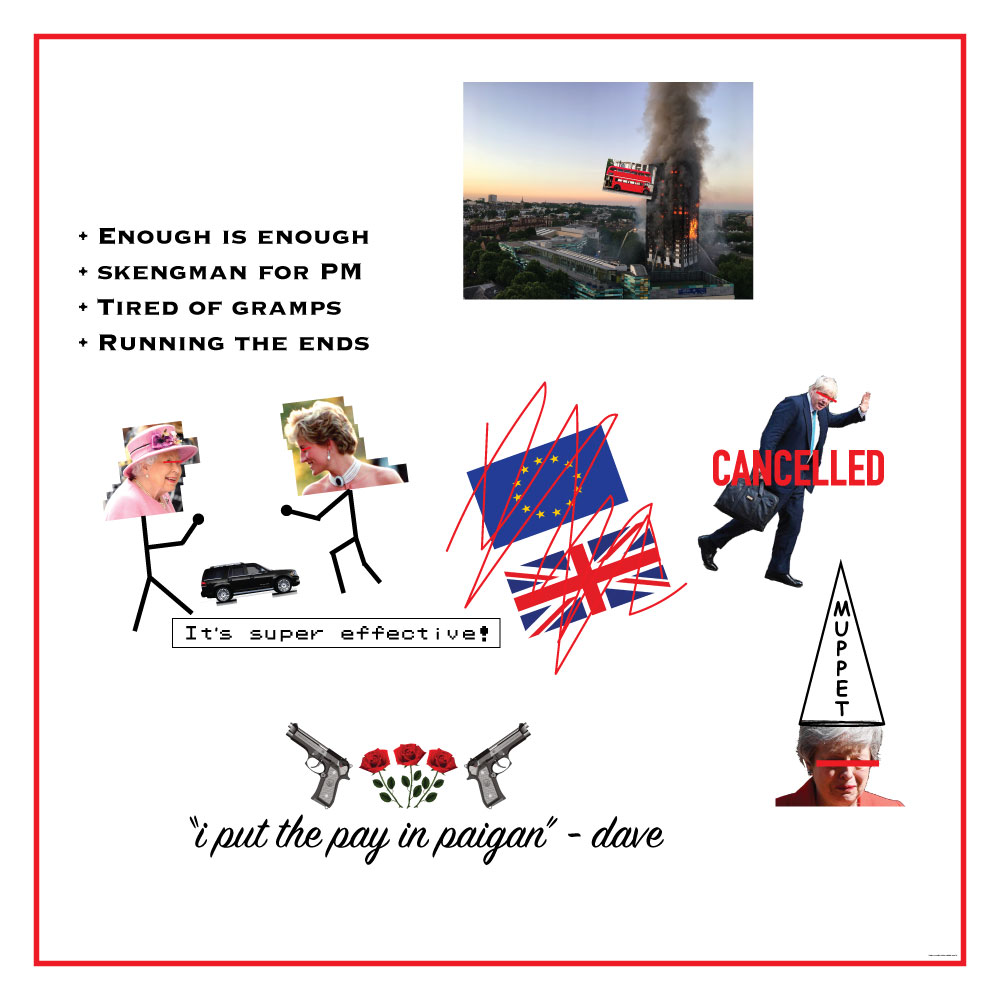 + ENOUGH IS ENOUGH
+ SKENGMAN FOR PM
+ TIRED OF GRAMPS
+ RUNNING THE ENDS
CANCELLED
It's super effective!
MUPPET
"i put the pay in paigan" - dave